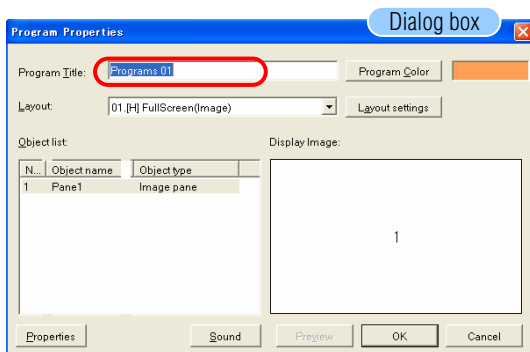 Dialog box
Program Properties
Program Title: Programs 01 Program Color
Layout: 01.[H] FullScreen(Image) Layout settings
Object list: Display Image:
N... Object name Object type
1 Pane1 Image pane
1
Properties Sound Preview OK Cancel